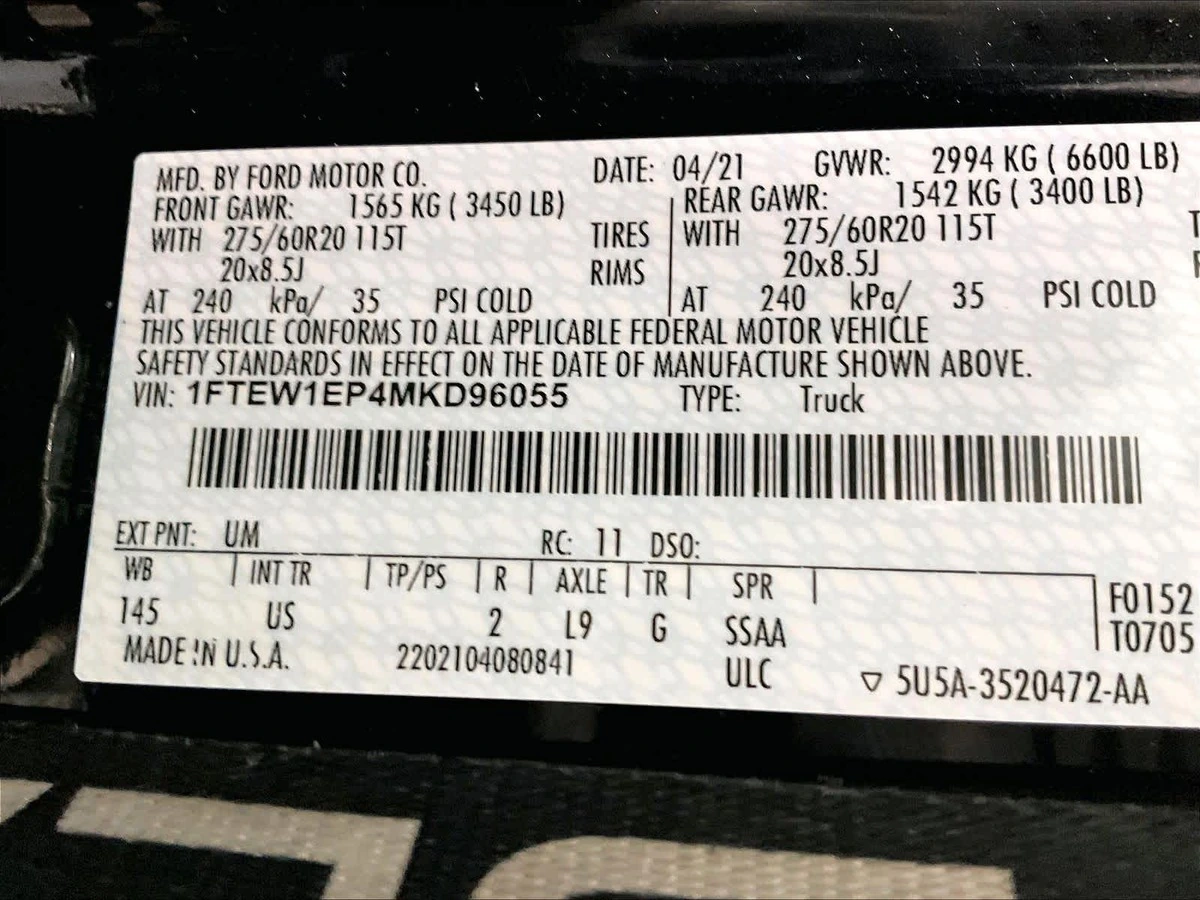 MFD. BY FORD MOTOR CO. DATE: 04/21 GVWR: 2994 KG ( 6600 LB)
FRONT GAWR: 1565 KG ( 3450 LB) REAR GAWR: 1542 KG ( 3400 LB)
WITH 275/60R20 115T TIRES WITH 275/60R20 115T
20x8.5J RIMS 20x8.5J
AT 240 kPa/ 35 PSI COLD AT 240 kPa/ 35 PSI COLD
THIS VEHICLE CONFORMS TO ALL APPLICABLE FEDERAL MOTOR VEHICLE
SAFETY STANDARDS IN EFFECT ON THE DATE OF MANUFACTURE SHOWN ABOVE.
VIN: 1FTEW1EP4MKD96055 TYPE: Truck
EXT PNT: UM RC: 11 DSO:
WB | INT TR | TP/PS | R | AXLE | TR | SPR | F0152
145 US 2 L9 G SSAA T0705
MADE IN U.S.A. 2202104080841 ULC ▽ 5U5A-3520472-AA